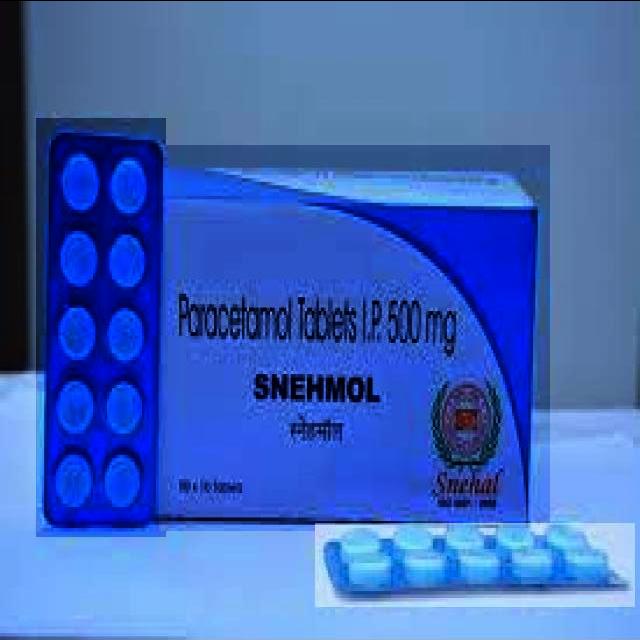 Paracetamol Tablets I.P. 500 mg
SNEHMOL
स्नेहमोल
Snehal